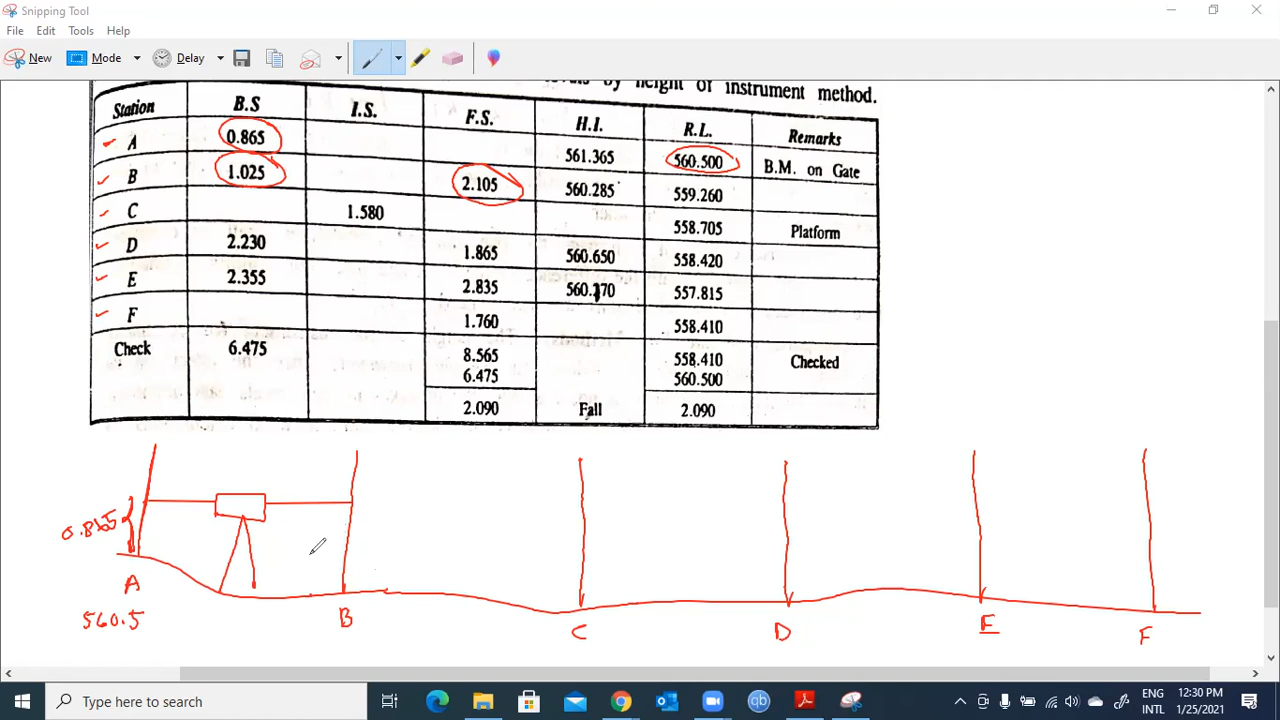 Snipping Tool
File Edit Tools Help
New Mode Delay
levels by height of instrument method.
Station B.S I.S. F.S. H.I. R.L. Remarks
A 0.865 561.365 560.500 B.M. on Gate
B 1.025 2.105 560.285 559.260
C 1.580 558.705 Platform
D 2.230 1.865 560.650 558.420
E 2.355 2.835 560.170 557.815
F 1.760 558.410
Check 6.475 8.565 558.410 Checked
6.475 560.500
2.090 Fall 2.090
0.865
A B C D E F
560.5
Type here to search
qb
ENG
INTL
12:30 PM
1/25/2021